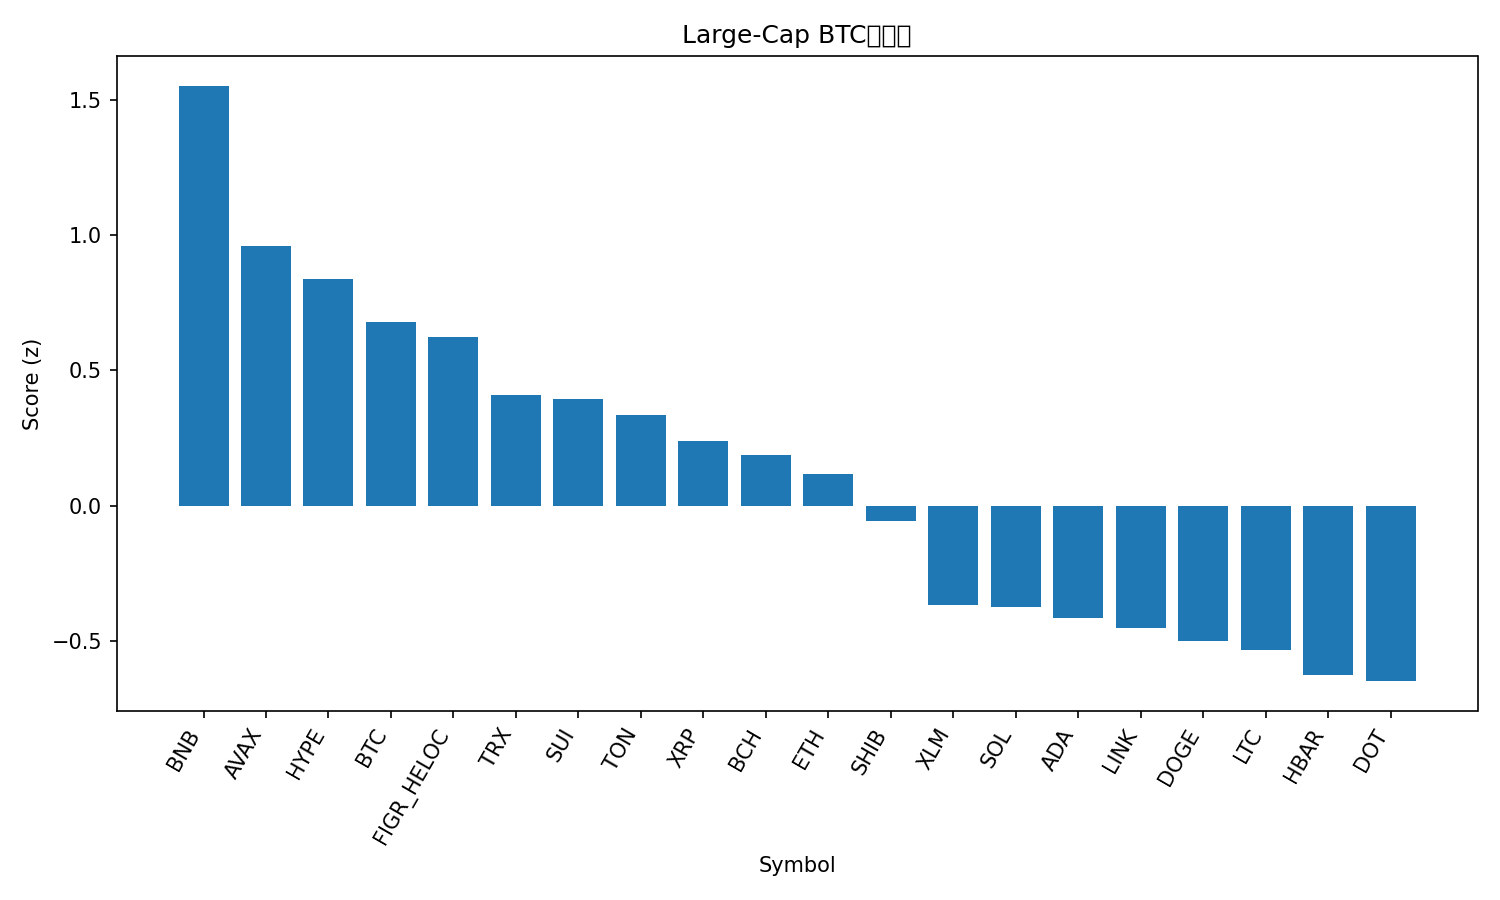 Large-Cap BTC
1.5
1.0
0.5
0.0
−0.5
Score (z)
BNB
AVAX
HYPE
BTC
FIGR_HELOC
TRX
SUI
TON
XRP
BCH
ETH
SHIB
XLM
SOL
ADA
LINK
DOGE
LTC
HBAR
DOT
Symbol